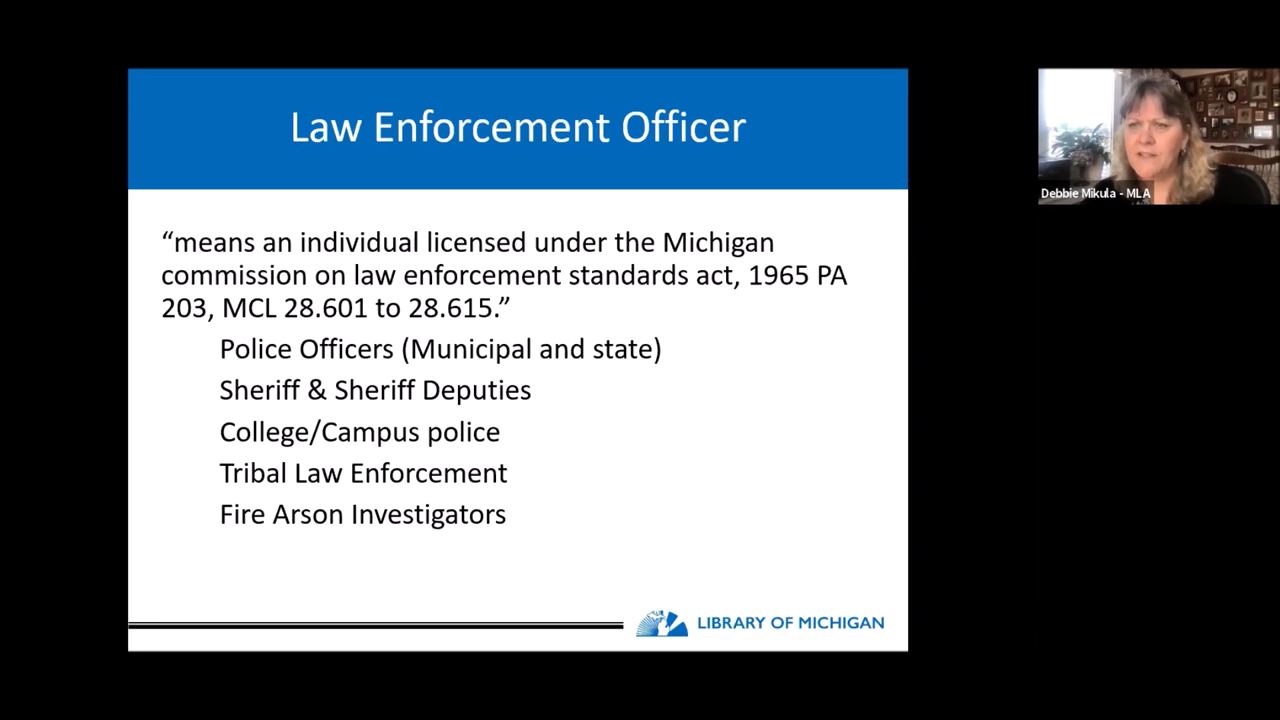 Law Enforcement Officer
“means an individual licensed under the Michigan
commission on law enforcement standards act, 1965 PA
203, MCL 28.601 to 28.615.”
Police Officers (Municipal and state)
Sheriff & Sheriff Deputies
College/Campus police
Tribal Law Enforcement
Fire Arson Investigators
LIBRARY OF MICHIGAN
Debbie Mikula - MLA